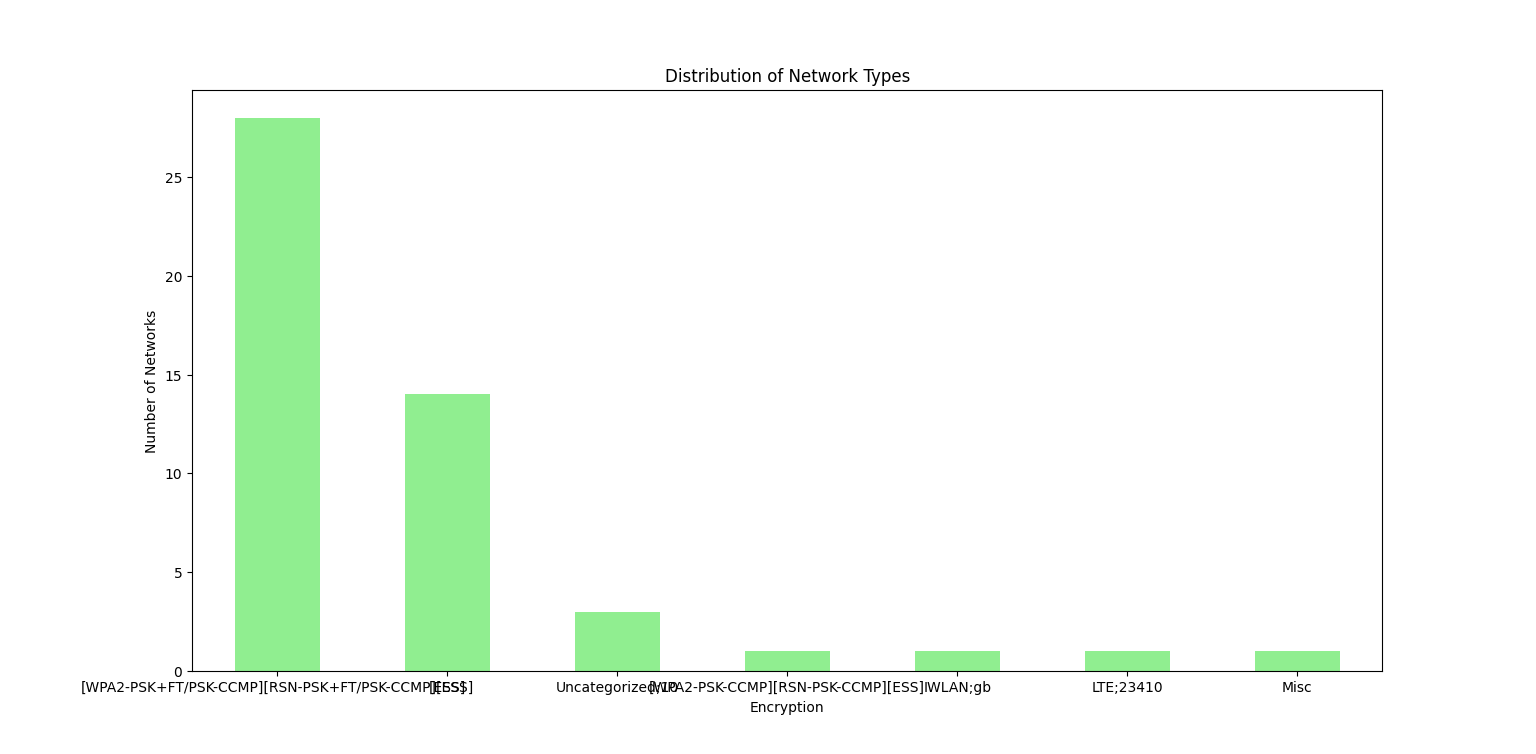 Distribution of Network Types
Number of Networks
25
20
15
10
5
0
[WPA2-PSK+FT/PSK-CCMP][RSN-PSK+FT/PSK-CCMP][ESS]
[ESS]
Uncategorized;10
[WPA2-PSK-CCMP][RSN-PSK-CCMP][ESS]
IWLAN;gb
LTE;23410
Misc
Encryption